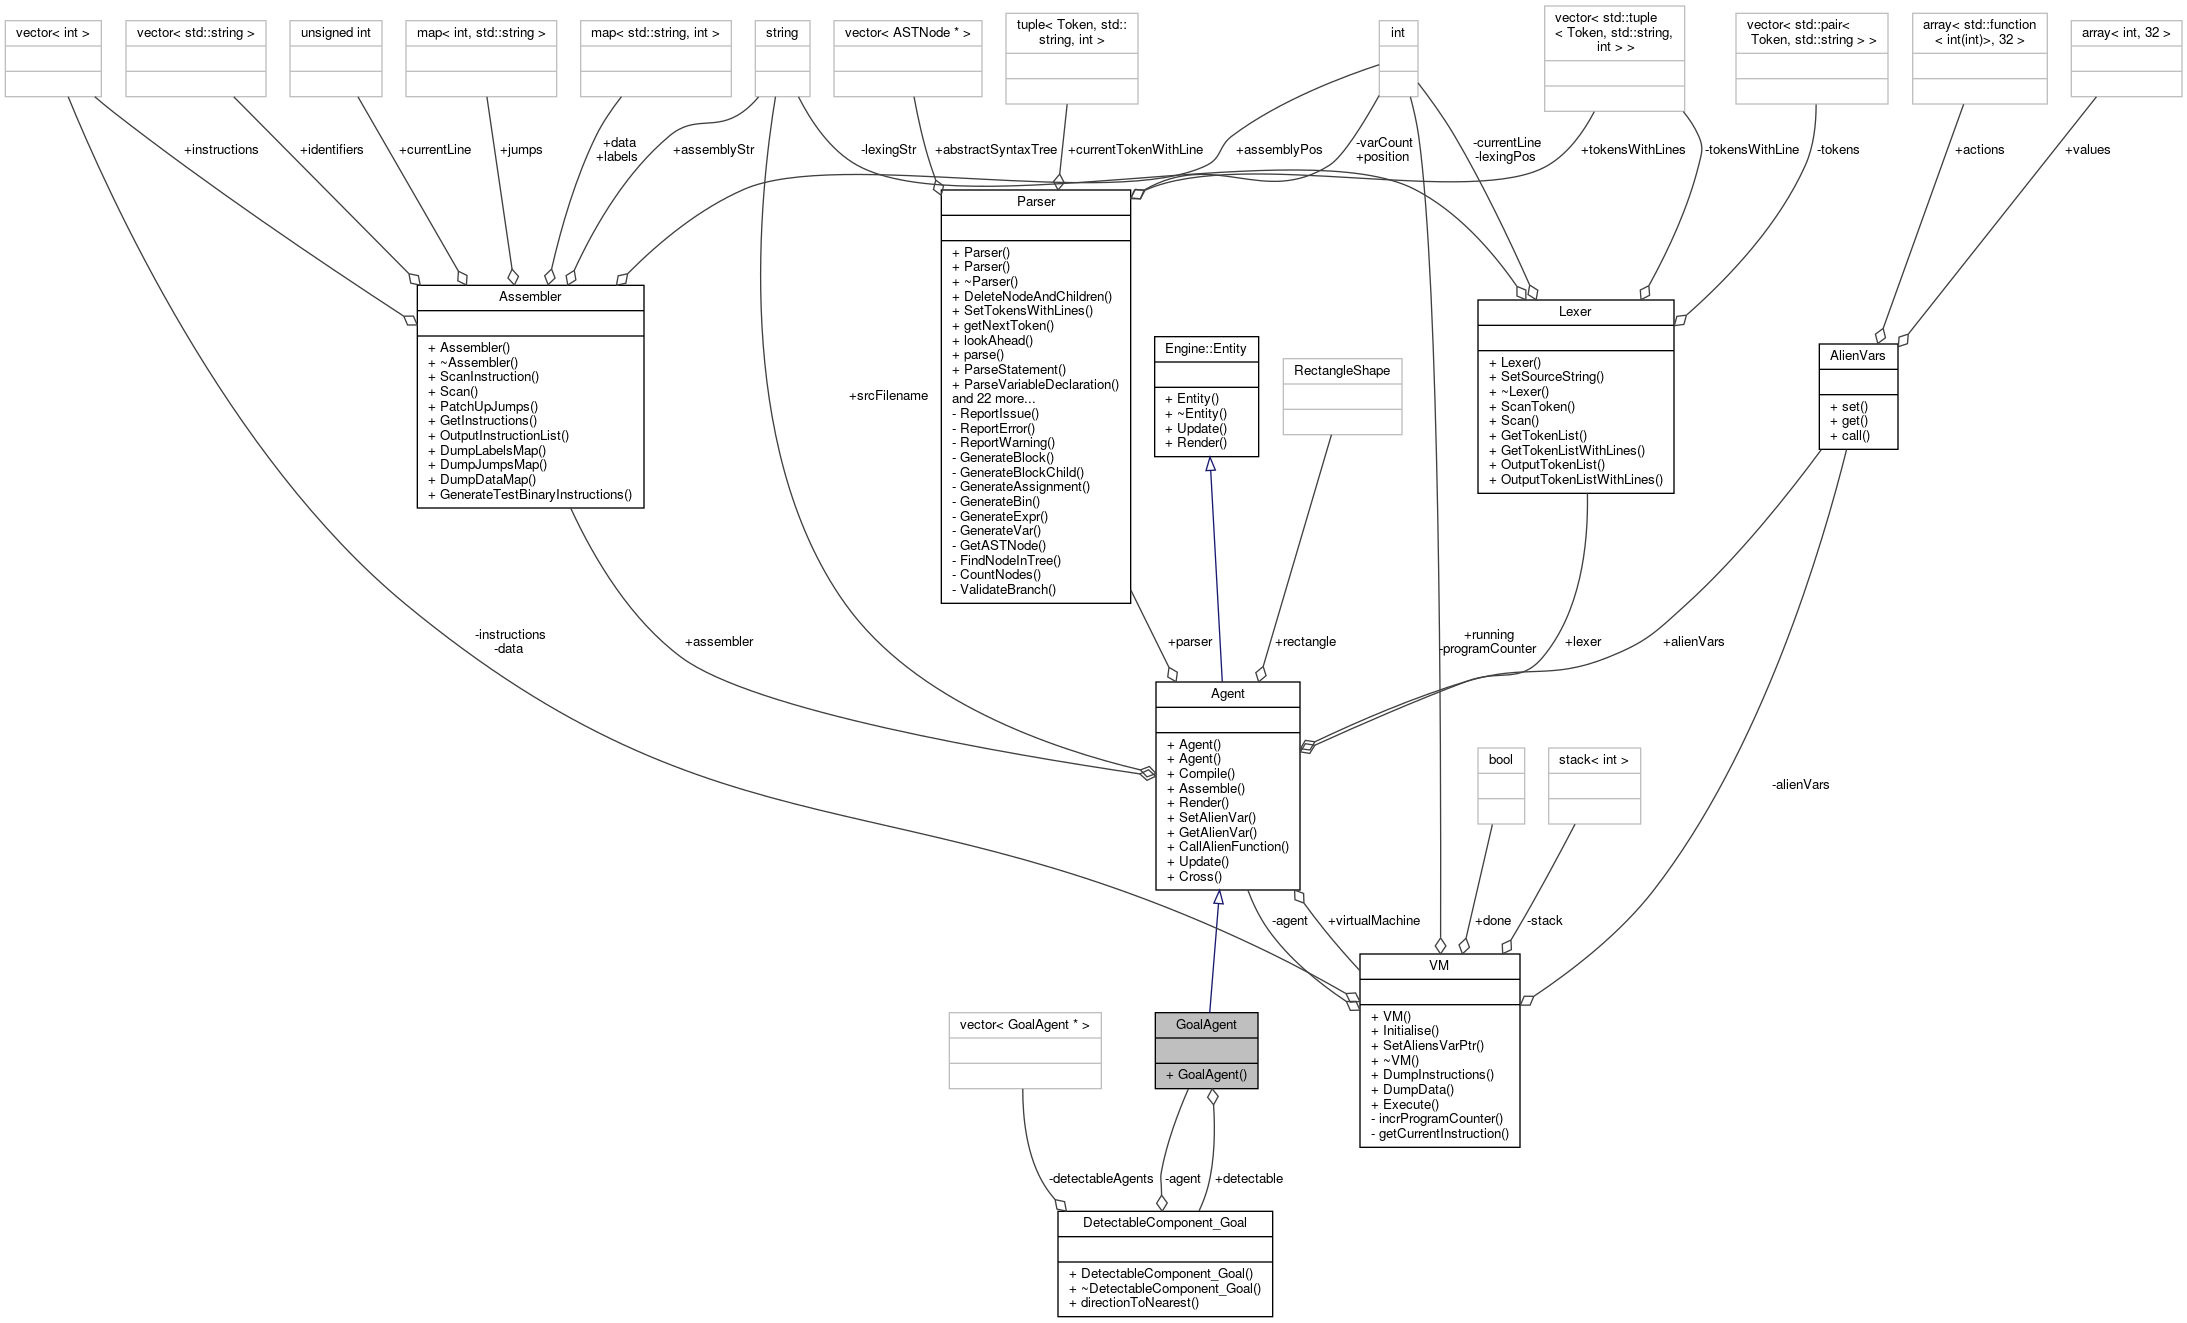 vector< int >
vector< std::string >
unsigned int
map< int, std::string >
map< std::string, int >
string
vector< ASTNode * >
tuple< Token, std::
string, int >
int
vector< std::tuple
< Token, std::string,
int > >
vector< std::pair<
Token, std::string > >
array< std::function
< int(int)>, 32 >
array< int, 32 >
+instructions
+identifiers
+currentLine
+jumps
+data
+labels
+assemblyStr
-lexingStr
+abstractSyntaxTree
+currentTokenWithLine
+assemblyPos
-varCount
+position
-currentLine
-lexingPos
+tokensWithLines
-tokensWithLine
-tokens
+actions
+values
Parser
+ Parser()
+ Parser()
+ ~Parser()
+ DeleteNodeAndChildren()
+ SetTokensWithLines()
+ getNextToken()
+ lookAhead()
+ parse()
+ ParseStatement()
+ ParseVariableDeclaration()
and 22 more...
- ReportIssue()
- ReportError()
- ReportWarning()
- GenerateBlock()
- GenerateBlockChild()
- GenerateAssignment()
- GenerateBin()
- GenerateExpr()
- GenerateVar()
- GetASTNode()
- FindNodeInTree()
- CountNodes()
- ValidateBranch()
Assembler
+ Assembler()
+ ~Assembler()
+ ScanInstruction()
+ Scan()
+ PatchUpJumps()
+ GetInstructions()
+ OutputInstructionList()
+ DumpLabelsMap()
+ DumpJumpsMap()
+ DumpDataMap()
+ GenerateTestBinaryInstructions()
+srcFilename
Engine::Entity
+ Entity()
+ ~Entity()
+ Update()
+ Render()
RectangleShape
Lexer
+ Lexer()
+ SetSourceString()
+ ~Lexer()
+ ScanToken()
+ Scan()
+ GetTokenList()
+ GetTokenListWithLines()
+ OutputTokenList()
+ OutputTokenListWithLines()
AlienVars
+ set()
+ get()
+ call()
-instructions
-data
+assembler
+parser
+rectangle
+running
-programCounter
+lexer
+alienVars
Agent
+ Agent()
+ Agent()
+ Compile()
+ Assemble()
+ Render()
+ SetAlienVar()
+ GetAlienVar()
+ CallAlienFunction()
+ Update()
+ Cross()
bool
stack< int >
-alienVars
-agent
+virtualMachine
+done
-stack
VM
+ VM()
+ Initialise()
+ SetAliensVarPtr()
+ ~VM()
+ DumpInstructions()
+ DumpData()
+ Execute()
- incrProgramCounter()
- getCurrentInstruction()
vector< GoalAgent * >
GoalAgent
+ GoalAgent()
-detectableAgents
-agent
+detectable
DetectableComponent_Goal
+ DetectableComponent_Goal()
+ ~DetectableComponent_Goal()
+ directionToNearest()